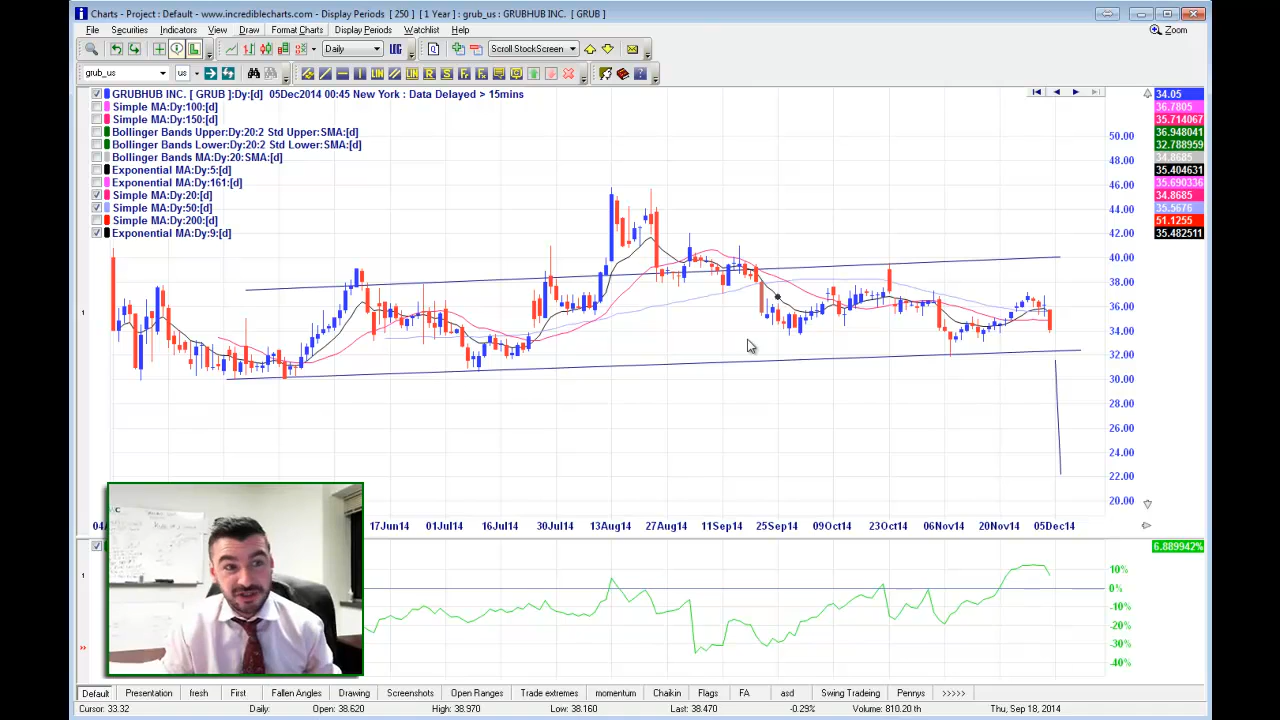 Charts - Project : Default - www.incrediblecharts.com - Display Periods [ 250 ] [ 1 Year ] : grub_us : GRUBHUB INC. [ GRUB ]
File Securities Indicators View Draw Format Charts Display Periods Watchlist Help Zoom
Daily Scroll StockScreen
grub_us us
GRUBHUB INC. [ GRUB ]:Dy:[d] 05Dec2014 00:45 New York : Data Delayed > 15mins
Simple MA:Dy:100:[d]
Simple MA:Dy:150:[d]
Bollinger Bands Upper:Dy:20:2 Std Upper:SMA:[d]
Bollinger Bands Lower:Dy:20:2 Std Lower:SMA:[d]
Bollinger Bands MA:Dy:20:SMA:[d]
Exponential MA:Dy:5:[d]
Exponential MA:Dy:161:[d]
Simple MA:Dy:20:[d]
Simple MA:Dy:50:[d]
Simple MA:Dy:200:[d]
Exponential MA:Dy:9:[d]
34.05
36.7805
35.714067
36.948041
32.788959
34.8685
35.404631
35.690336
34.8685
35.5676
51.1255
35.482511
50.00
48.00
46.00
44.00
42.00
40.00
38.00
36.00
34.00
32.00
30.00
28.00
26.00
24.00
22.00
20.00
17Jun14 01Jul14 16Jul14 30Jul14 13Aug14 27Aug14 11Sep14 25Sep14 09Oct14 23Oct14 06Nov14 20Nov14 05Dec14
6.889942%
10%
0%
-10%
-20%
-30%
-40%
Default Presentation fresh First Fallen Angles Drawing Screenshots Open Ranges Trade extremes momentum Chaikin Flags FA asd Swing Tradeing Pennys >>>>>
Cursor: 33.32 Daily: Open: 38.620 High: 38.970 Low: 38.160 Last: 38.470 -0.29% Volume: 810.20 th Thu, Sep 18, 2014